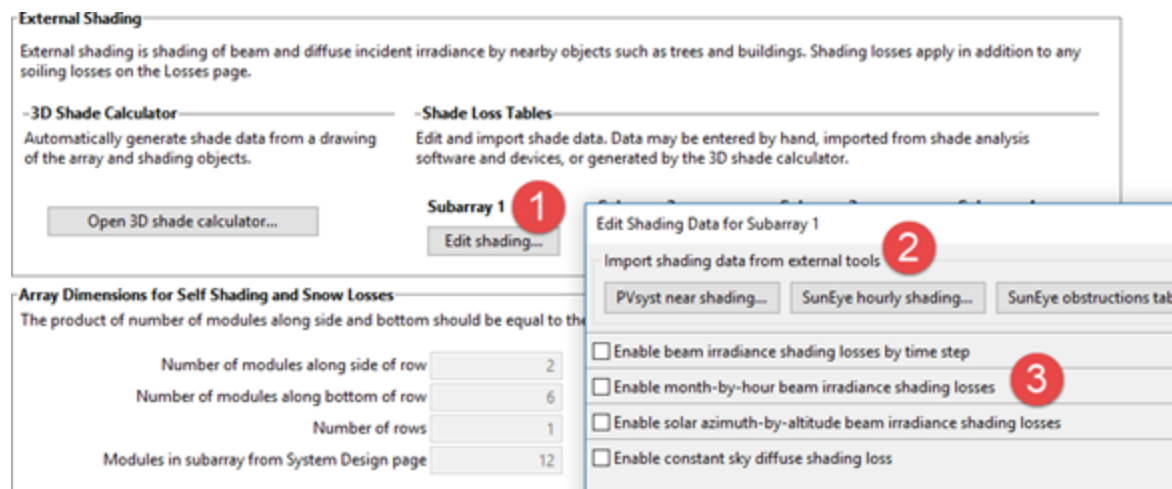 External Shading
External shading is shading of beam and diffuse incident irradiance by nearby objects such as trees and buildings. Shading losses apply in addition to any
soiling losses on the Losses page.
3D Shade Calculator
Automatically generate shade data from a drawing
of the array and shading objects.
Open 3D shade calculator...
Shade Loss Tables
Edit and import shade data. Data may be entered by hand, imported from shade analysis
software and devices, or generated by the 3D shade calculator.
Subarray 1
1
Edit shading...
Array Dimensions for Self Shading and Snow Losses
The product of number of modules along side and bottom should be equal to the
Number of modules along side of row 2
Number of modules along bottom of row 6
Number of rows 1
Modules in subarray from System Design page 12
Edit Shading Data for Subarray 1
2
Import shading data from external tools
PVsyst near shading... SunEye hourly shading... SunEye obstructions tab
Enable beam irradiance shading losses by time step
Enable month-by-hour beam irradiance shading losses
3
Enable solar azimuth-by-altitude beam irradiance shading losses
Enable constant sky diffuse shading loss